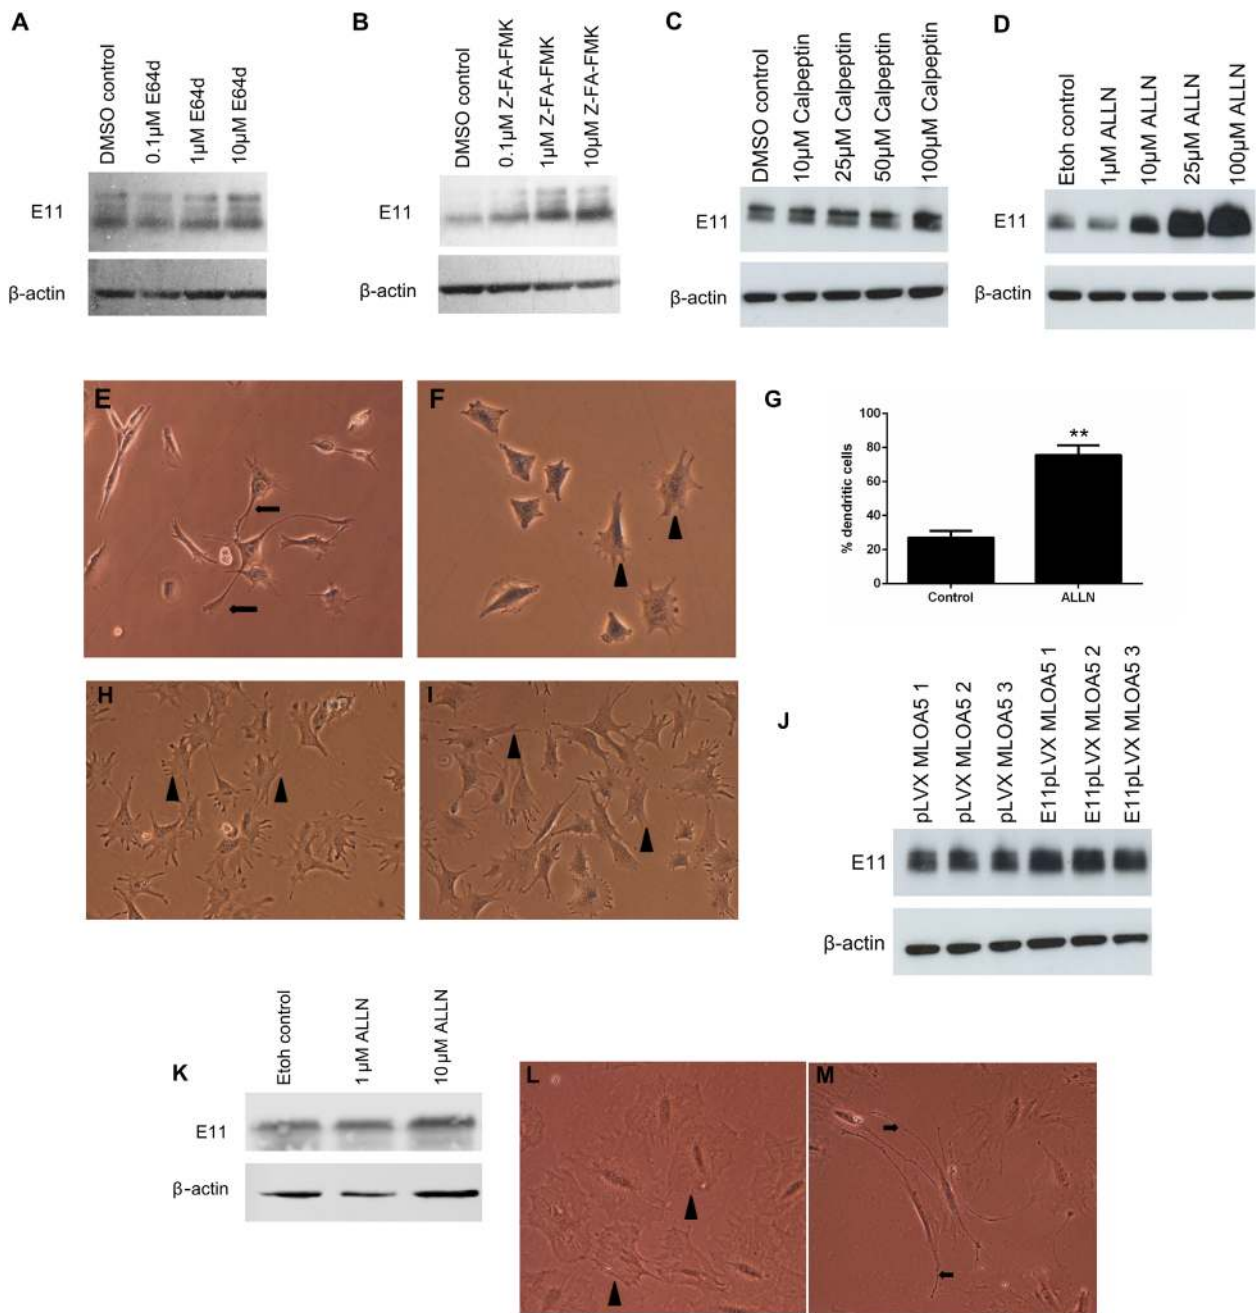 A
DMSO control
0.1µM E64d
1µM E64d
10µM E64d
E11
β-actin
B
DMSO control
0.1µM Z-FA-FMK
1µM Z-FA-FMK
10µM Z-FA-FMK
E11
β-actin
C
DMSO control
10µM Calpeptin
25µM Calpeptin
50µM Calpeptin
100µM Calpeptin
E11
β-actin
D
Etoh control
1µM ALLN
10µM ALLN
25µM ALLN
100µM ALLN
E11
β-actin
E
F
G
% dendritic cells
100
80
60
40
20
0
**
Control
ALLN
H
I
J
pLVX MLOA5 1
pLVX MLOA5 2
pLVX MLOA5 3
E11pLVX MLOA5 1
E11pLVX MLOA5 2
E11pLVX MLOA5 3
E11
β-actin
K
Etoh control
1 µM ALLN
10 µM ALLN
E11
β-actin
L
M